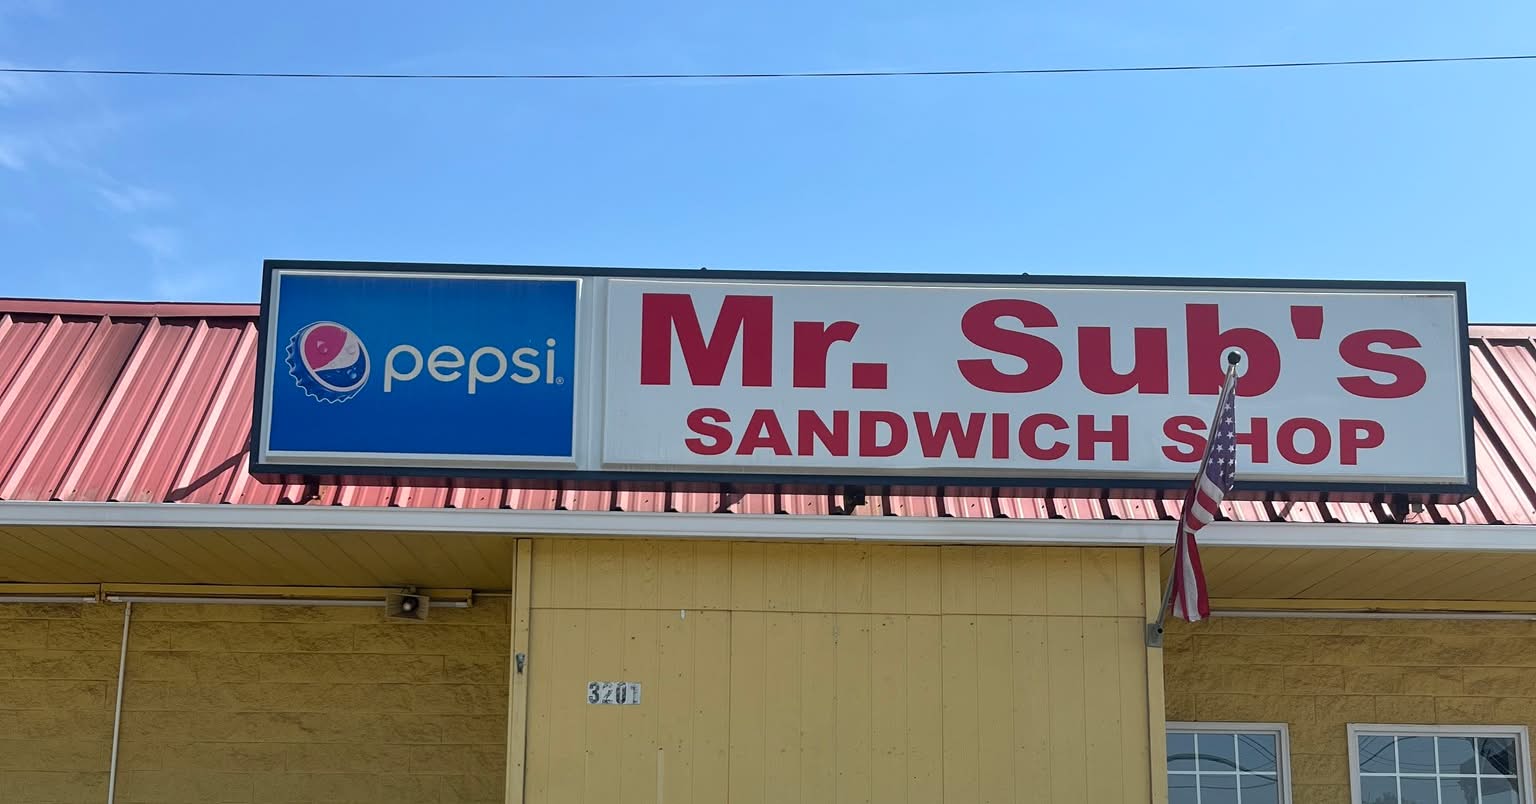 pepsi
Mr. Sub's
SANDWICH SHOP
3201